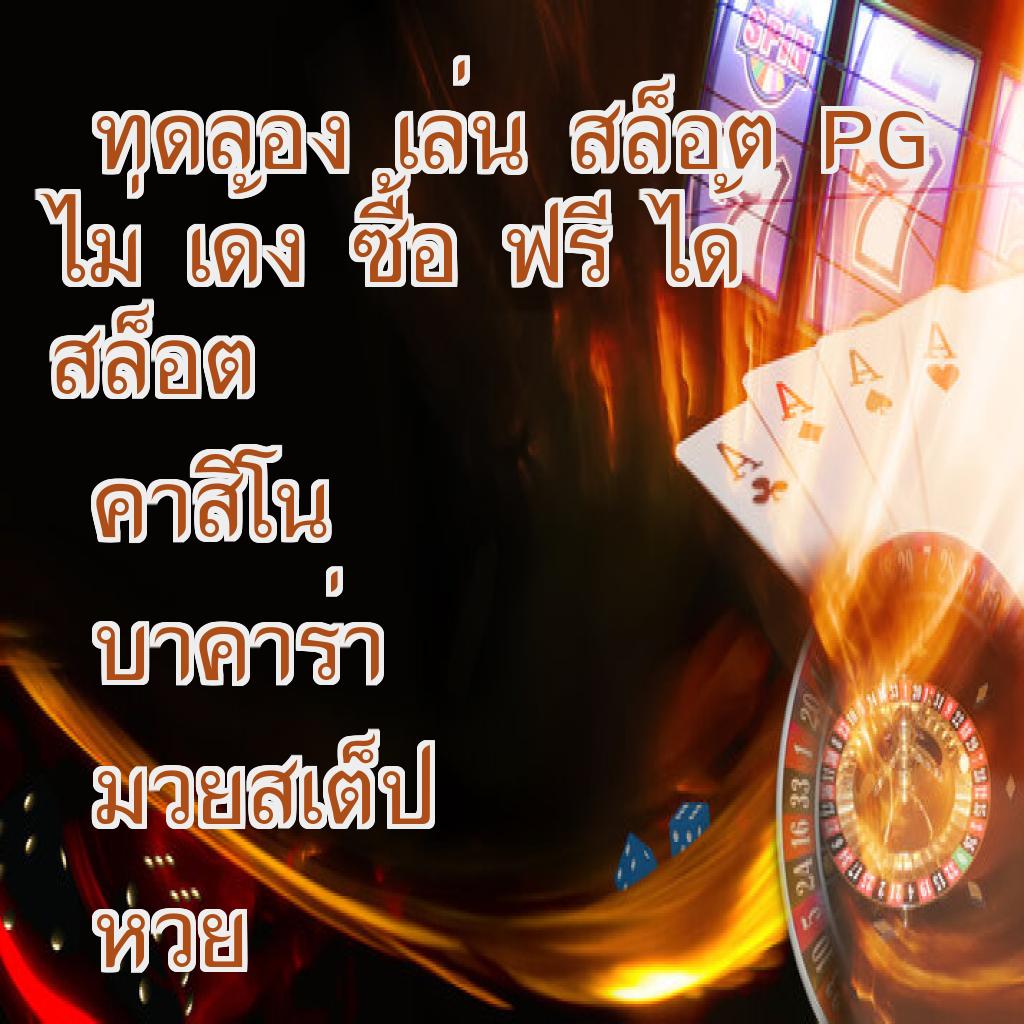 ทดลอง เล่น สล็อต PG
ไม่ เด้ง ซื้อ ฟรี ได้
สล็อต
คาสิโน
บาคาร่า
มวยสเต็ป
หวย
SPIN
7 7
A A A A